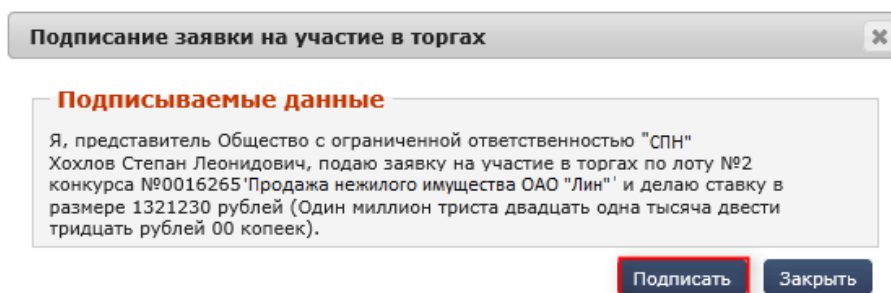 Подписание заявки на участие в торгах
Подписываемые данные
Я, представитель Общество с ограниченной ответственностью "СПН"
Хохлов Степан Леонидович, подаю заявку на участие в торгах по лоту №2
конкурса №0016265'Продажа нежилого имущества ОАО "Лин"' и делаю ставку в
размере 1321230 рублей (Один миллион триста двадцать одна тысяча двести
тридцать рублей 00 копеек).
Подписать Закрыть